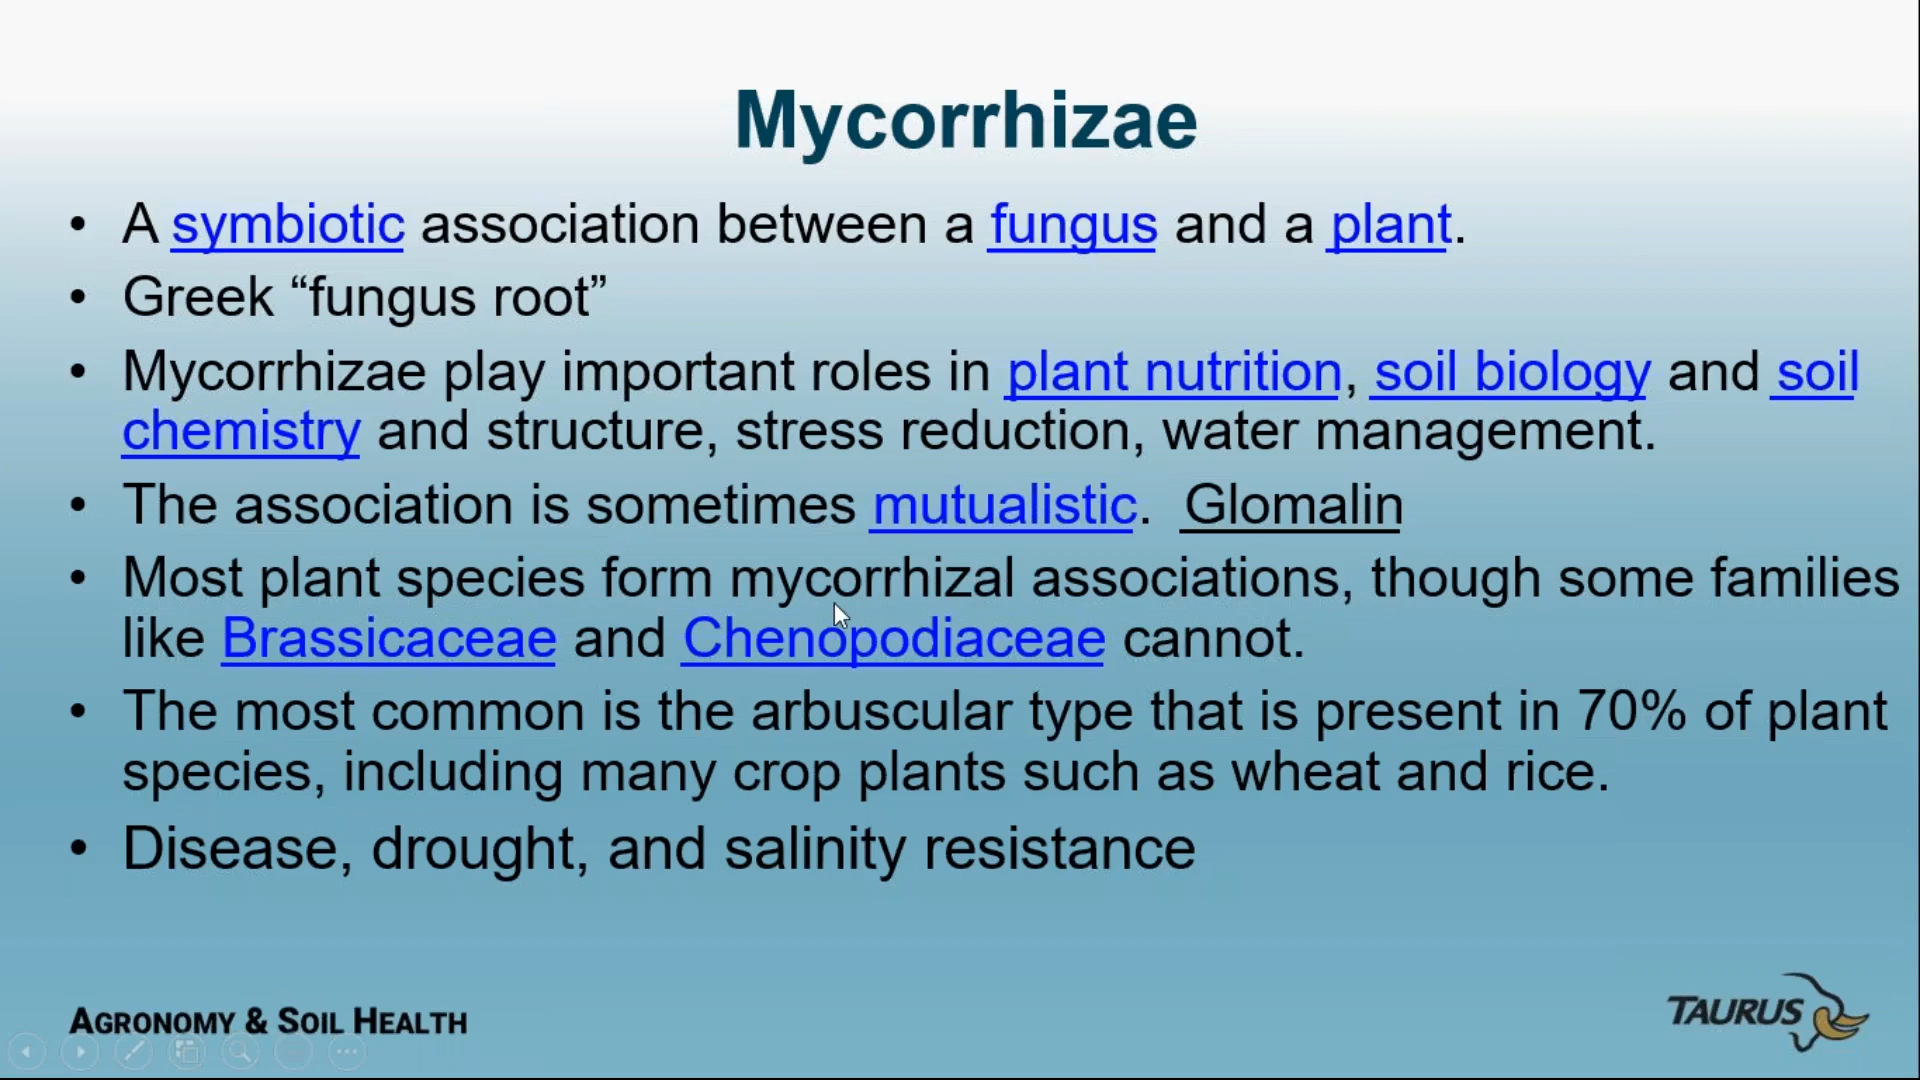 Mycorrhizae
• A symbiotic association between a fungus and a plant.
• Greek “fungus root”
• Mycorrhizae play important roles in plant nutrition, soil biology and soil
chemistry and structure, stress reduction, water management.
• The association is sometimes mutualistic. Glomalin
• Most plant species form mycorrhizal associations, though some families
like Brassicaceae and Chenopodiaceae cannot.
• The most common is the arbuscular type that is present in 70% of plant
species, including many crop plants such as wheat and rice.
• Disease, drought, and salinity resistance
AGRONOMY & SOIL HEALTH
TAURUS